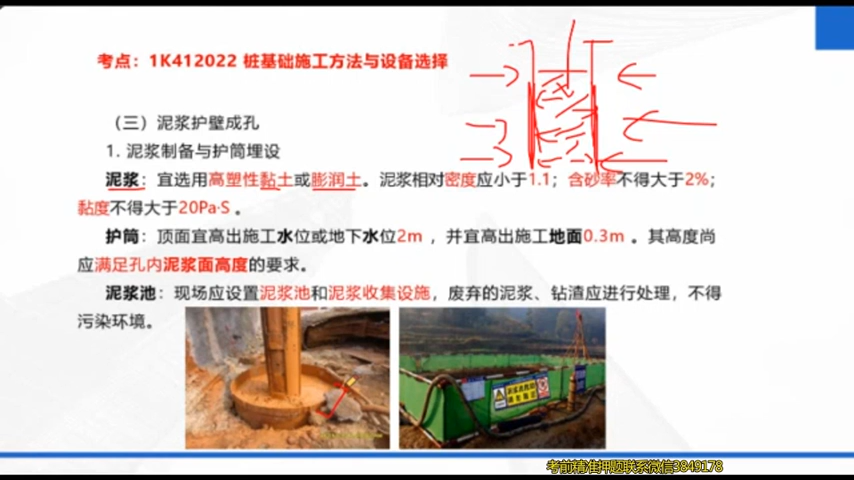 考点：1K412022 桩基础施工方法与设备选择
（三）泥浆护壁成孔
1. 泥浆制备与护筒埋设
泥浆：宜选用高塑性黏土或膨润土。泥浆相对密度应小于1.1；含砂率不得大于2%；
黏度不得大于20Pa·S 。
护筒：顶面宜高出施工水位或地下水位2m ，并宜高出施工地面0.3m 。其高度尚
应满足孔内泥浆面高度的要求。
泥浆池：现场应设置泥浆池和泥浆收集设施，废弃的泥浆、钻渣应进行处理，不得
污染环境。
考前精准押题联系微信3849178